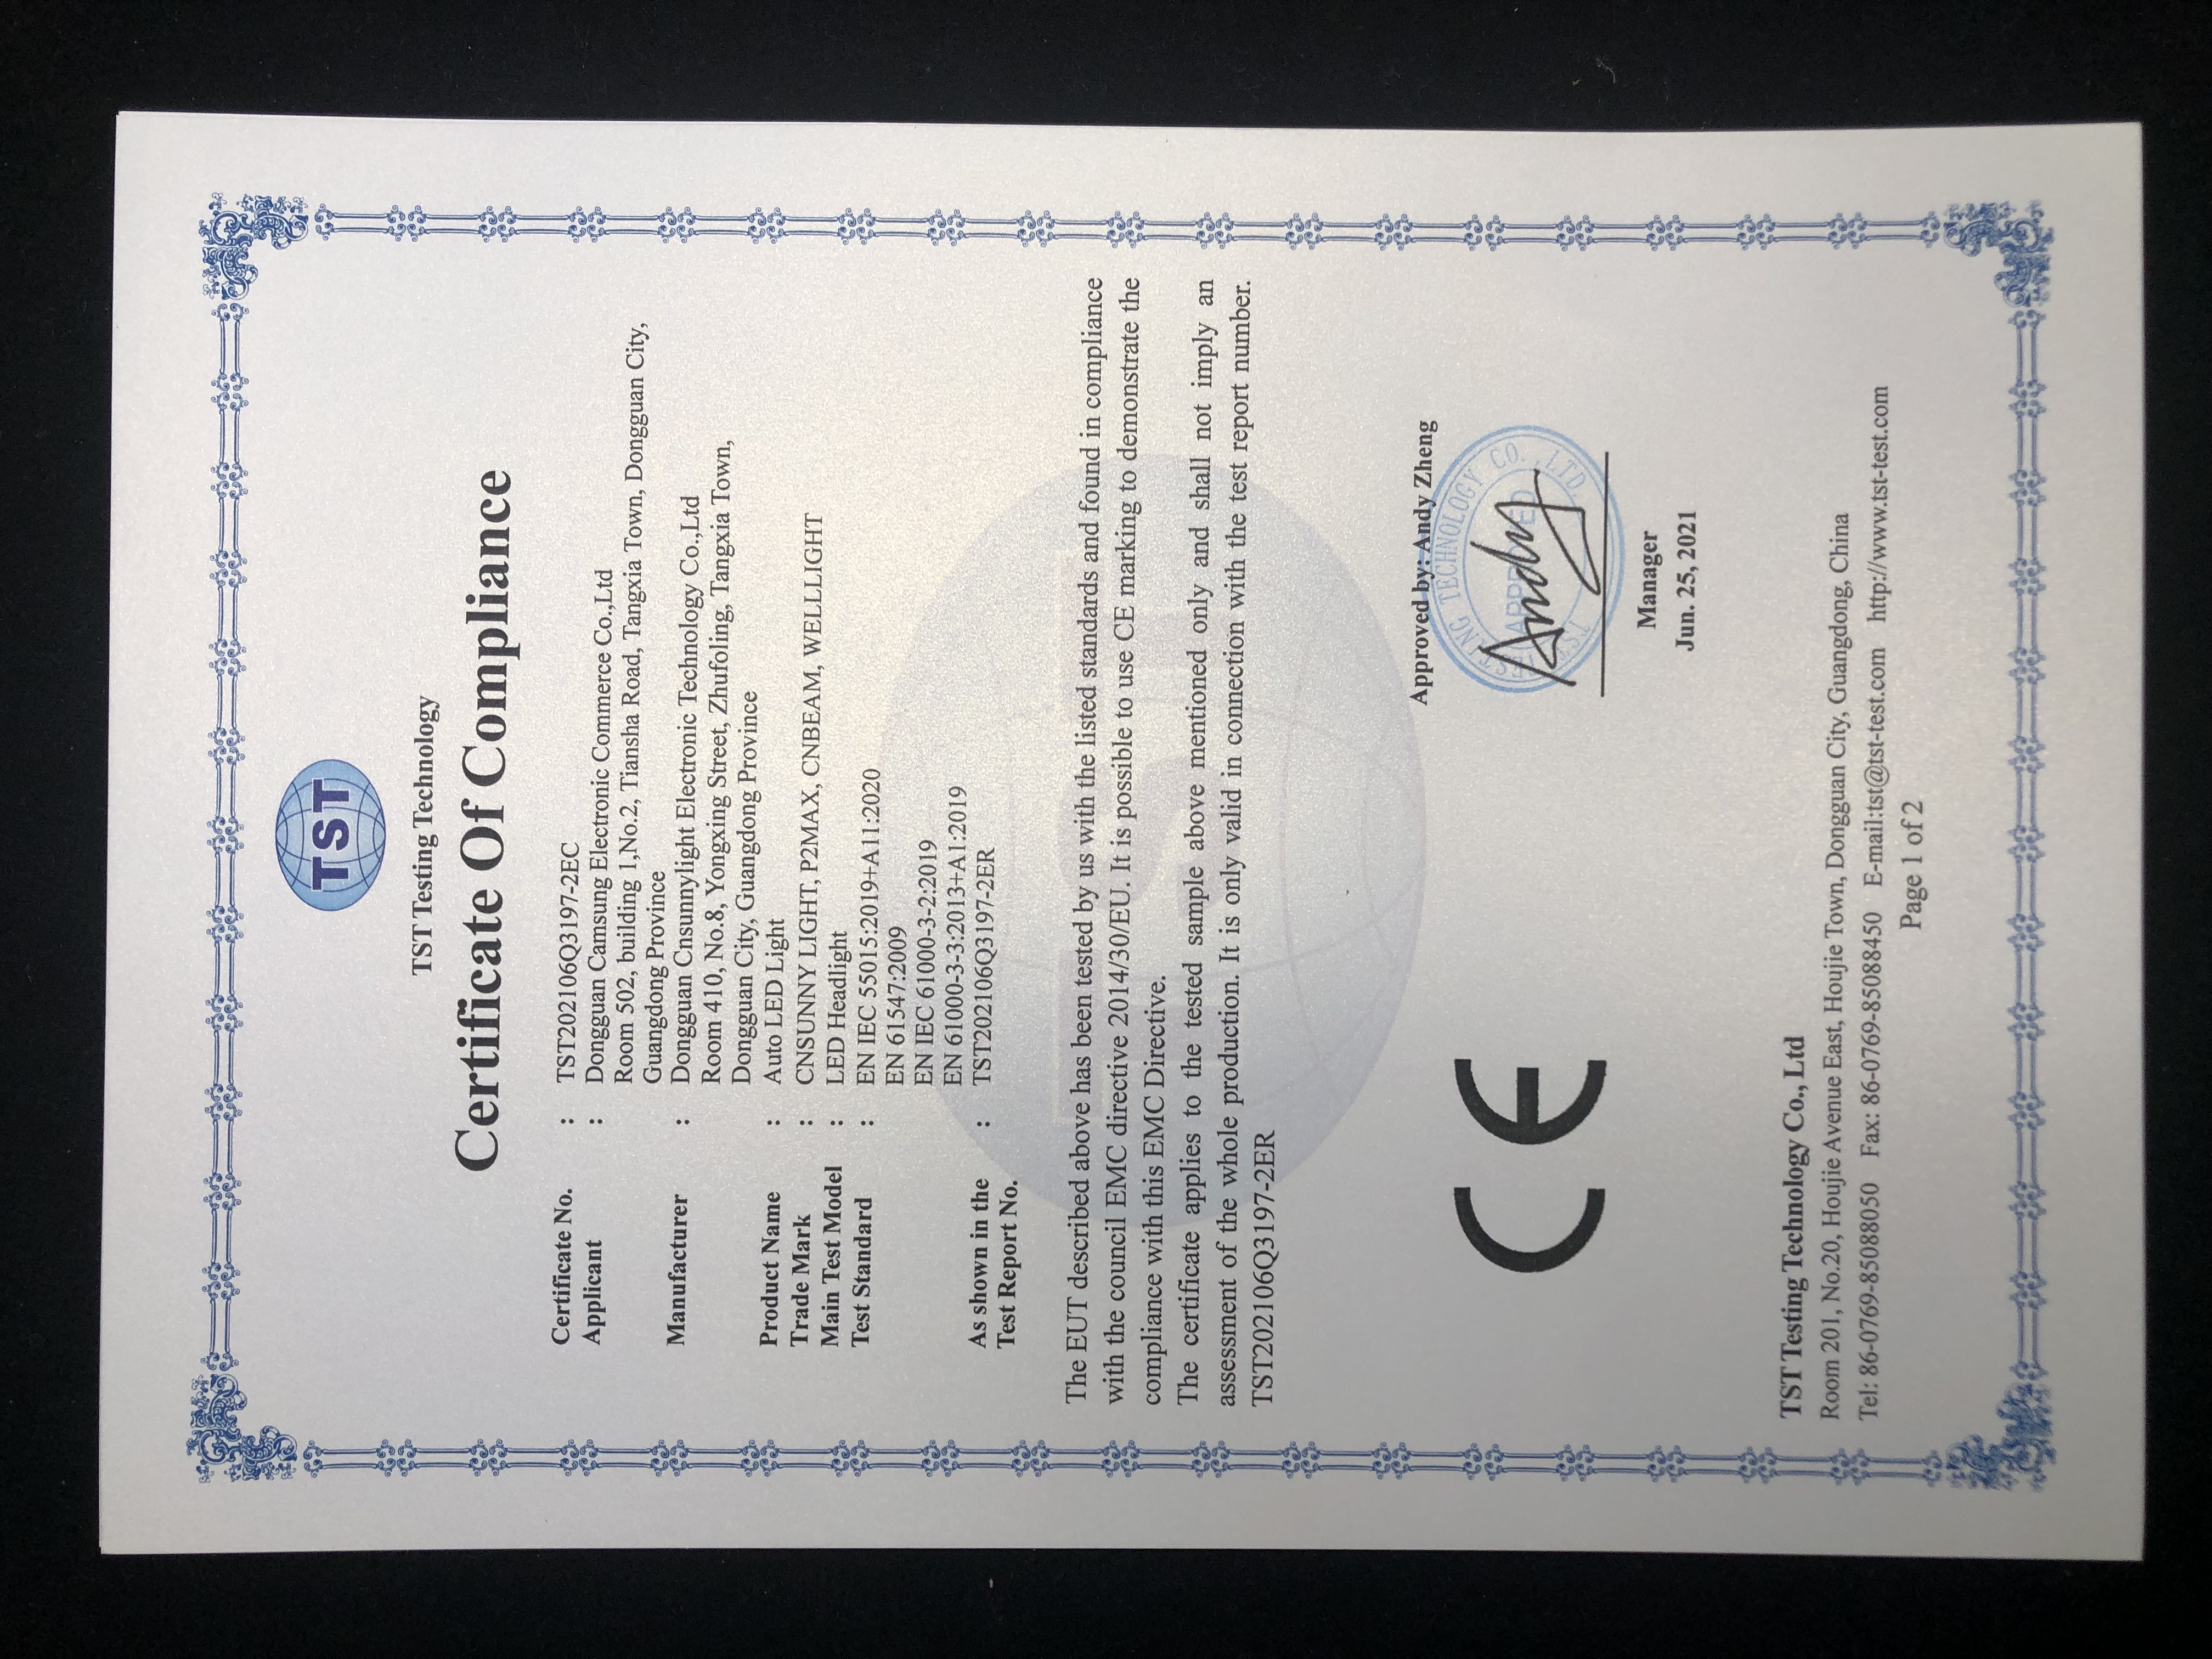 TST
TST Testing Technology
Certificate Of Compliance
Certificate No. : TST202106Q3197-2EC
Applicant : Dongguan Camsung Electronic Commerce Co.,Ltd
Room 502, building 1,No.2, Tiansha Road, Tangxia Town, Dongguan City,
Guangdong Province
Manufacturer : Dongguan Cnsunnylight Electronic Technology Co.,Ltd
Room 410, No.8, Yongxing Street, Zhufofling, Tangxia Town,
Dongguan City, Guangdong Province
Product Name : Auto LED Light
Trade Mark : CNSUNNY LIGHT, P2MAX, CNBEAM, WELLLIGHT
Main Test Model : LED Headlight
Test Standard : EN IEC 55015:2019+A11:2020
EN 61547:2009
EN IEC 61000-3-2:2019
EN 61000-3-3:2013+A1:2019
As shown in the : TST202106Q3197-2ER
Test Report No.
The EUT described above has been tested by us with the listed standards and found in compliance
with the council EMC directive 2014/30/EU. It is possible to use CE marking to demonstrate the
compliance with this EMC Directive.
The certificate applies to the tested sample above mentioned only and shall not imply an
assessment of the whole production. It is only valid in connection with the test report number.
TST202106Q3197-2ER
Approved by: Andy Zheng
TST TESTING TECHNOLOGY CO.,LTD.
APPROVED
Andy
CE
Manager
Jun. 25, 2021
TST Testing Technology Co., Ltd
Room 201, No.20, Houjie Avenue East, Houjie Town, Dongguan City, Guangdong, China
Tel: 86-0769-85088050 Fax: 86-0769-85088450 E-mail:tst@tst-test.com http://www.tst-test.com
Page 1 of 2